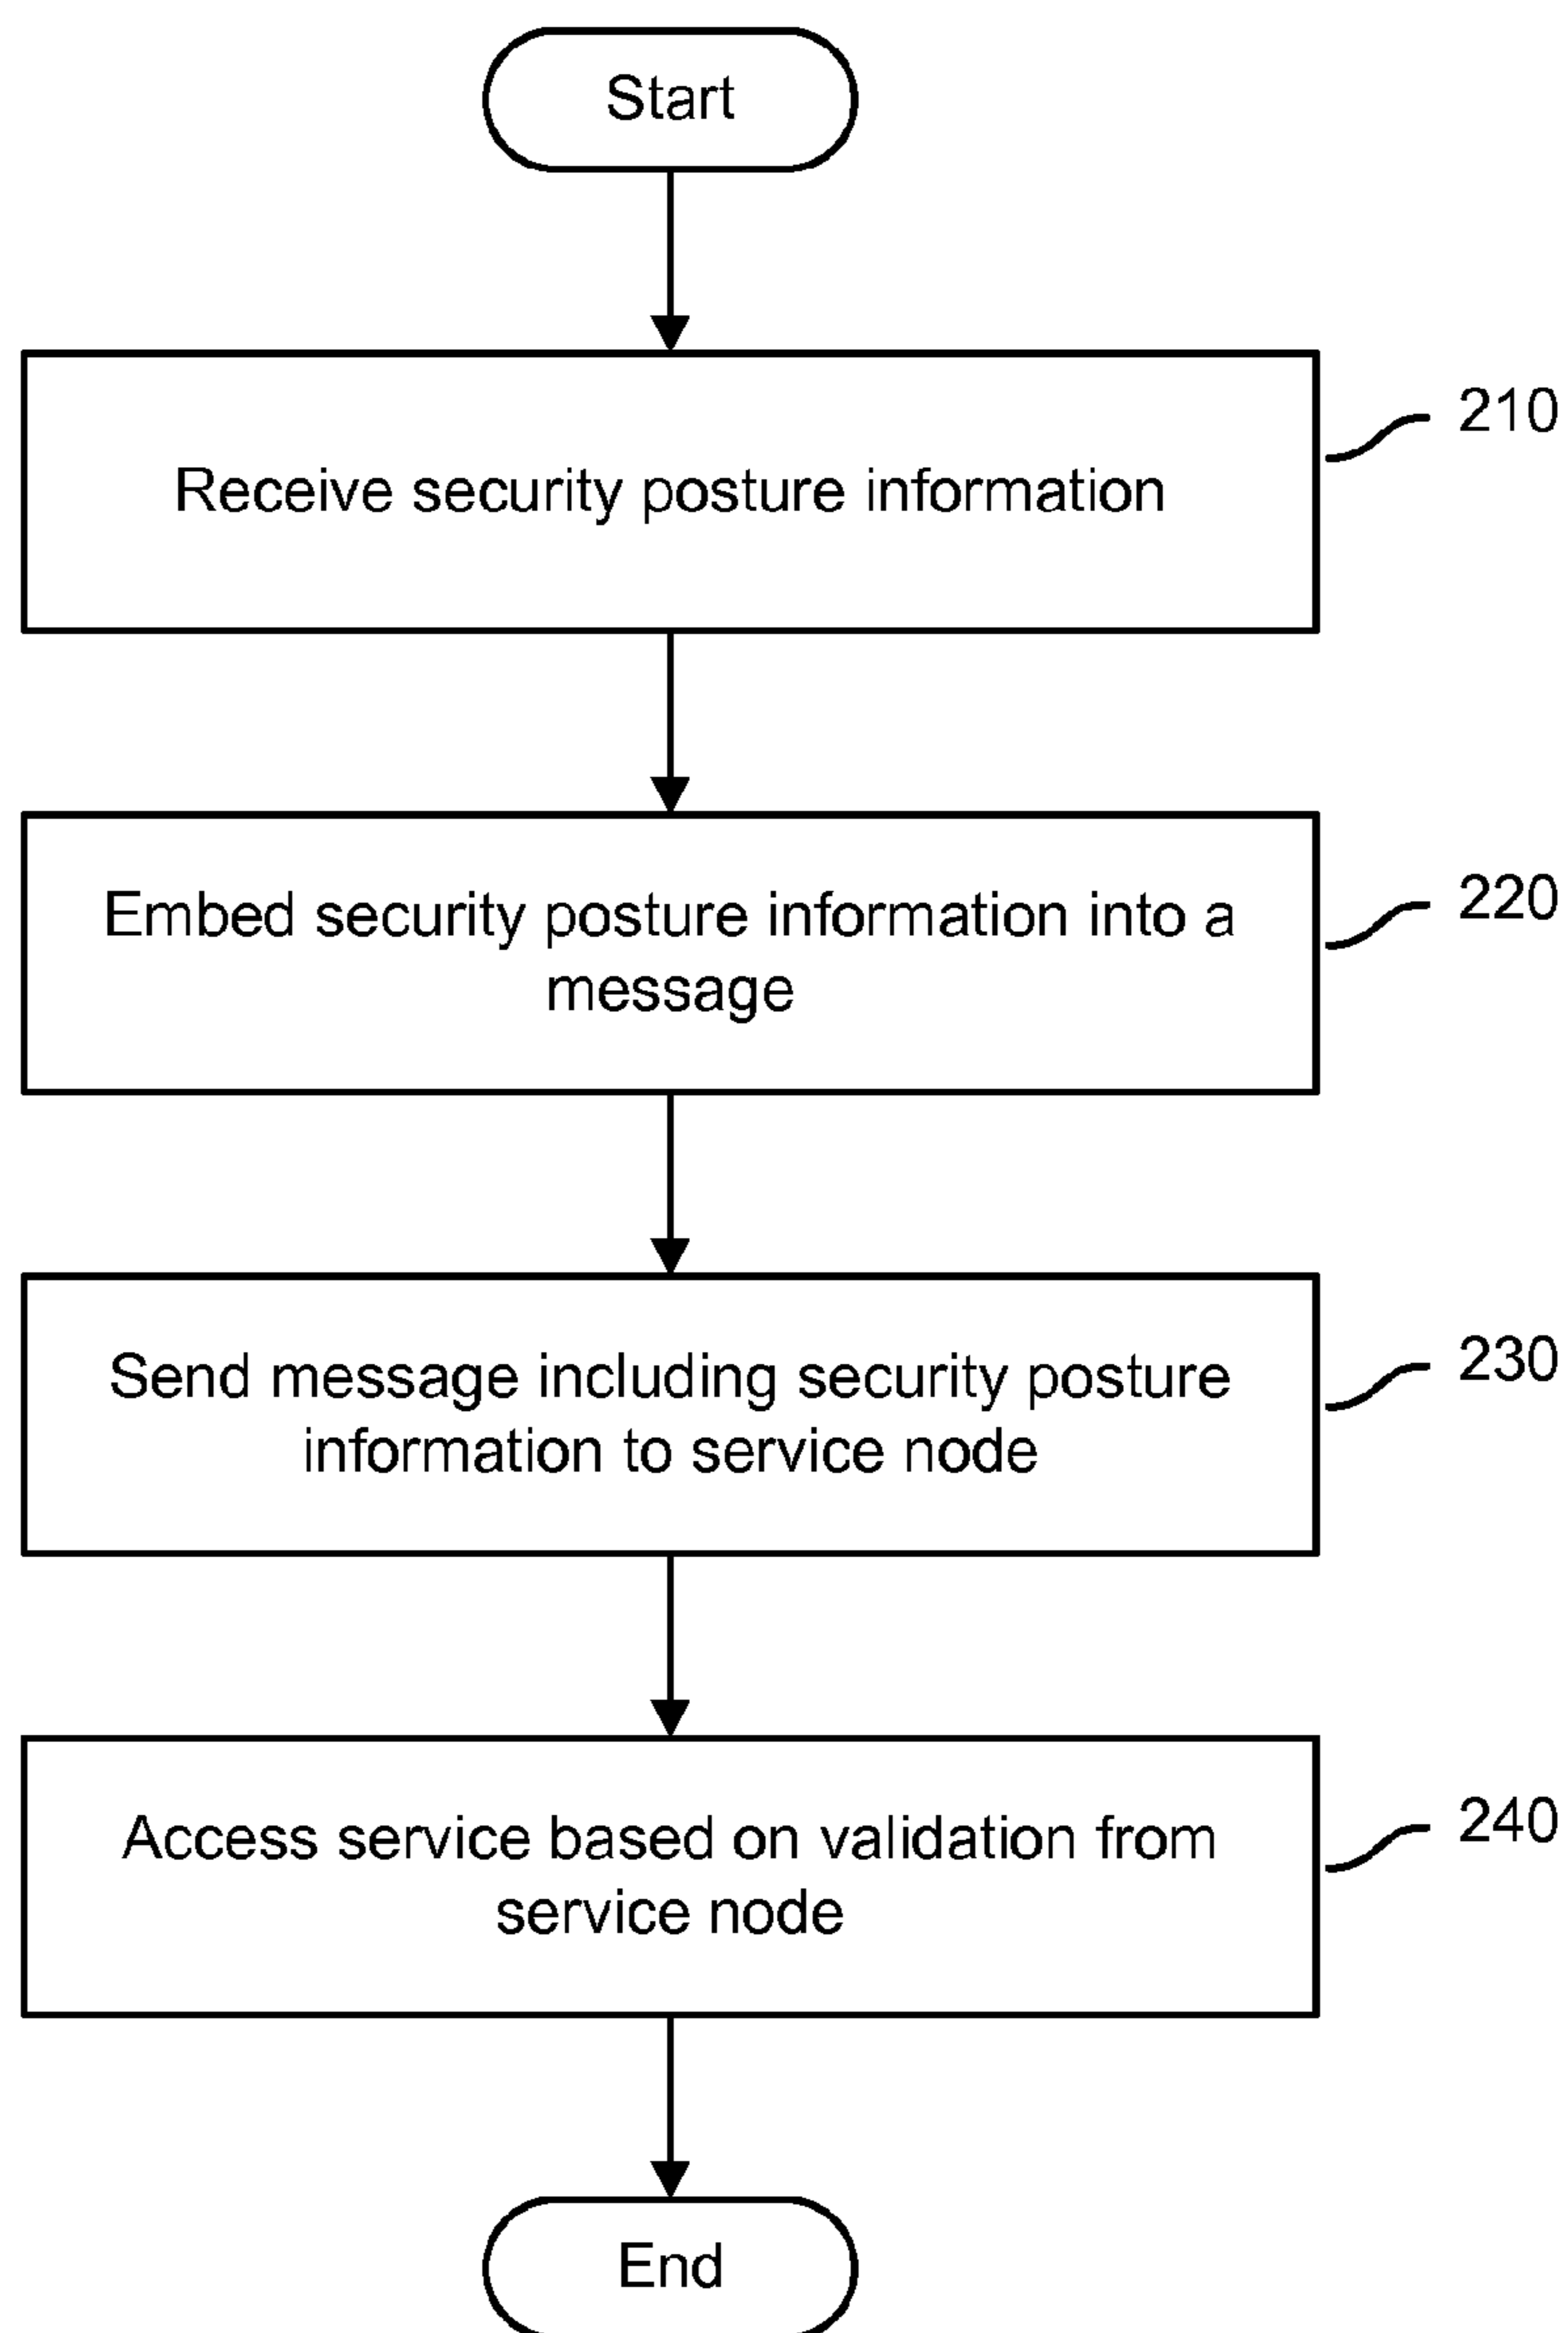 Start
210
Receive security posture information
220
Embed security posture information into a
message
230
Send message including security posture
information to service node
240
Access service based on validation from
service node
End